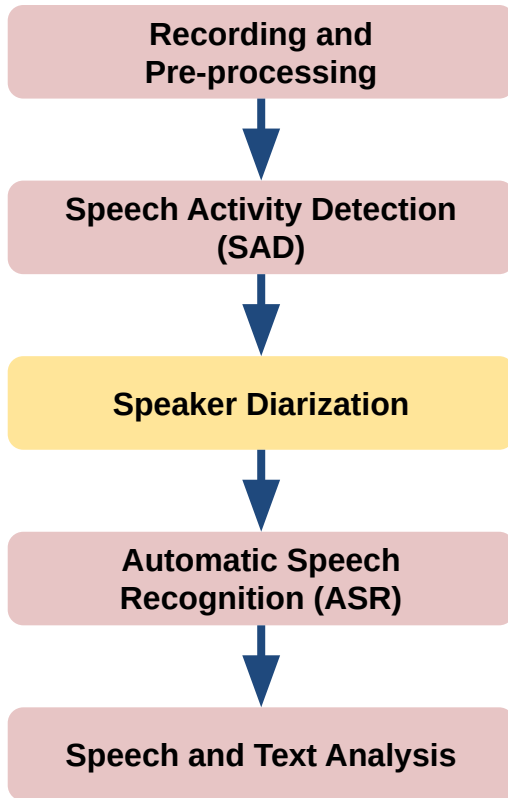 Recording and
Pre-processing
Speech Activity Detection
(SAD)
Speaker Diarization
Automatic Speech
Recognition (ASR)
Speech and Text Analysis